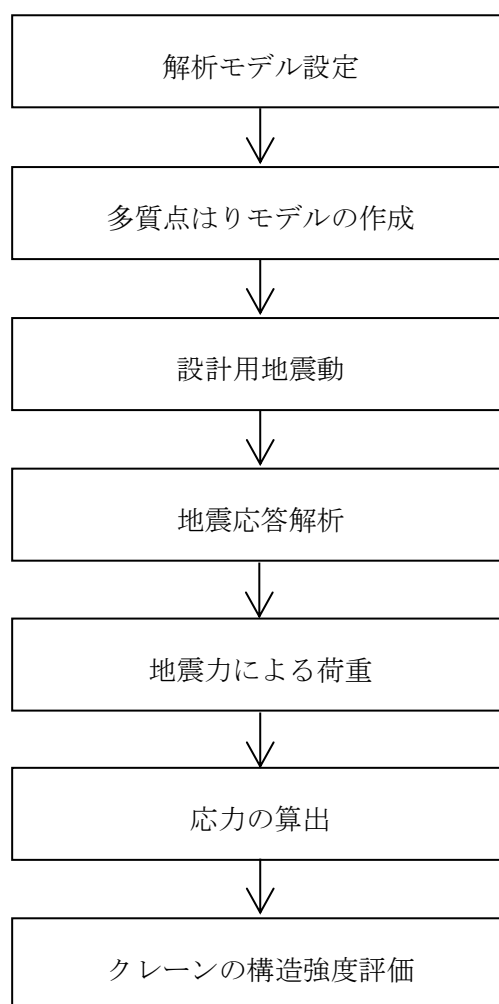 解析モデル設定
多質点はりモデルの作成
設計用地震動
地震応答解析
地震力による荷重
応力の算出
クレーンの構造強度評価